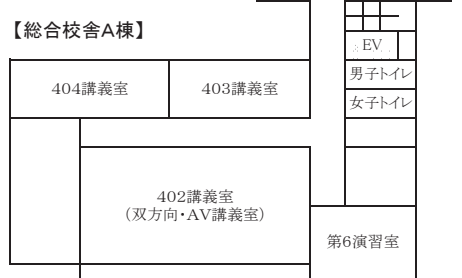 【総合校舎A棟】
EV
男子トイレ
404講義室
403講義室
女子トイレ
402講義室
（双方向・AV講義室）
第6演習室